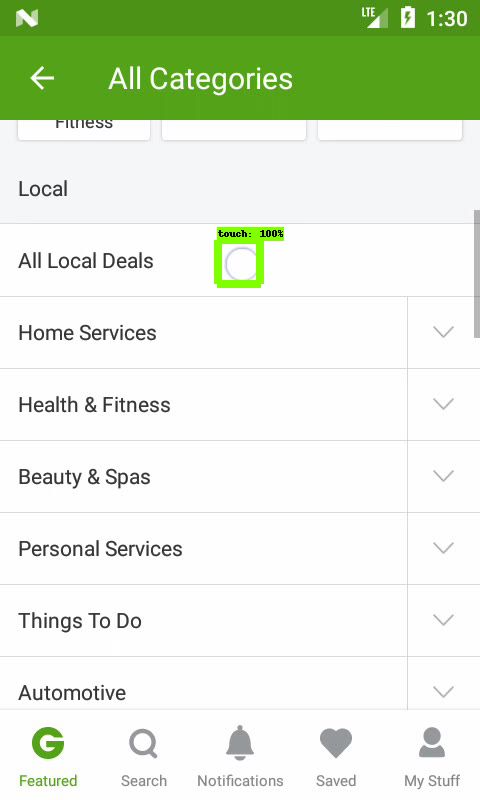 LTE 1:30
All Categories
Fitness
Local
touch: 100%
All Local Deals
Home Services
Health & Fitness
Beauty & Spas
Personal Services
Things To Do
Automotive
Featured Search Notifications Saved My Stuff